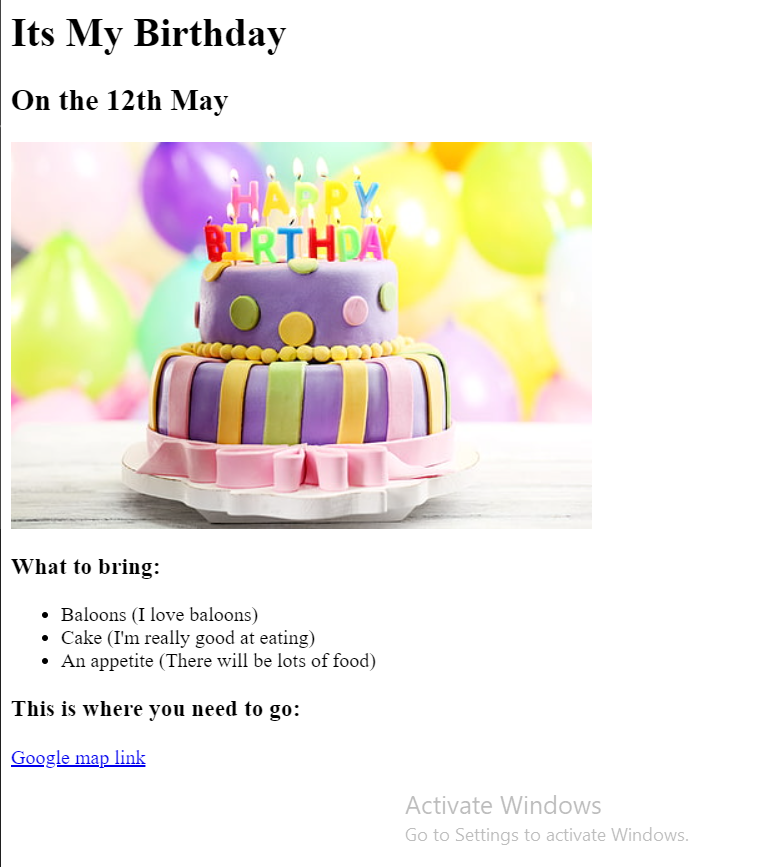 Its My Birthday
On the 12th May
HAPPY
BIRTHDAY
What to bring:
Baloons (I love baloons)
Cake (I'm really good at eating)
An appetite (There will be lots of food)
This is where you need to go:
Google map link
Activate Windows
Go to Settings to activate Windows.